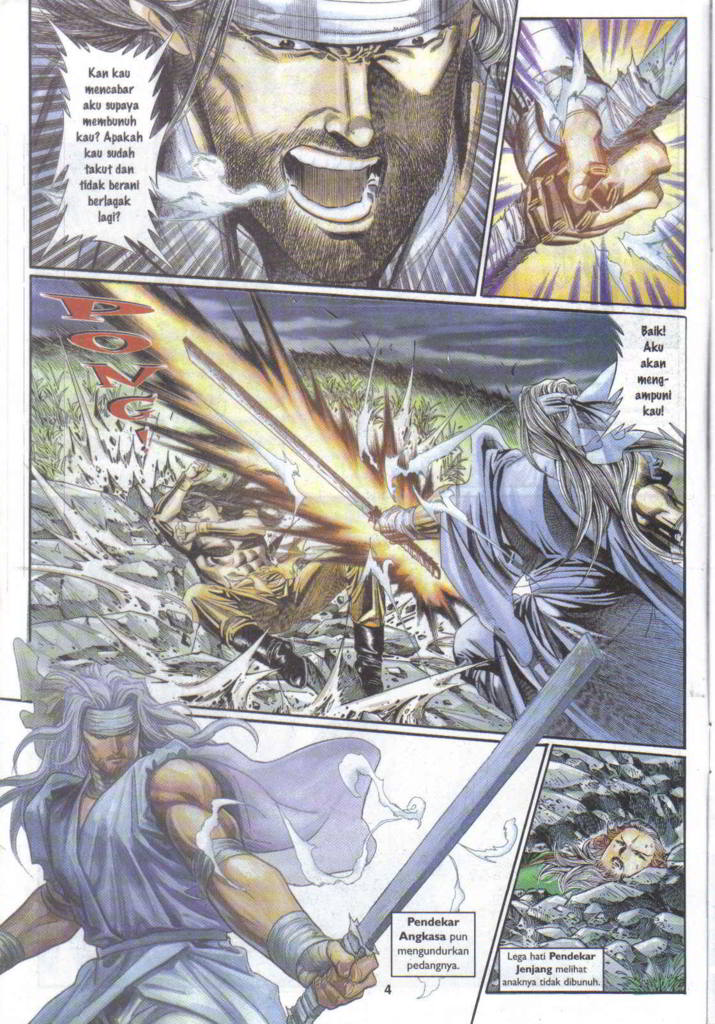 Kan kau
mencabar
aku supaya
membunuh
kau? Apakah
kau sudah
takut dan
tidak berani
berlagak
lagi?
PONG!
Baik!
Aku
akan
meng-
ampuni
kau!
Pendekar
Angkasa pun
mengundurkan
pedangnya.
Lega hati Pendekar
Jenjang melihat
anaknya tidak dibunuh.
4